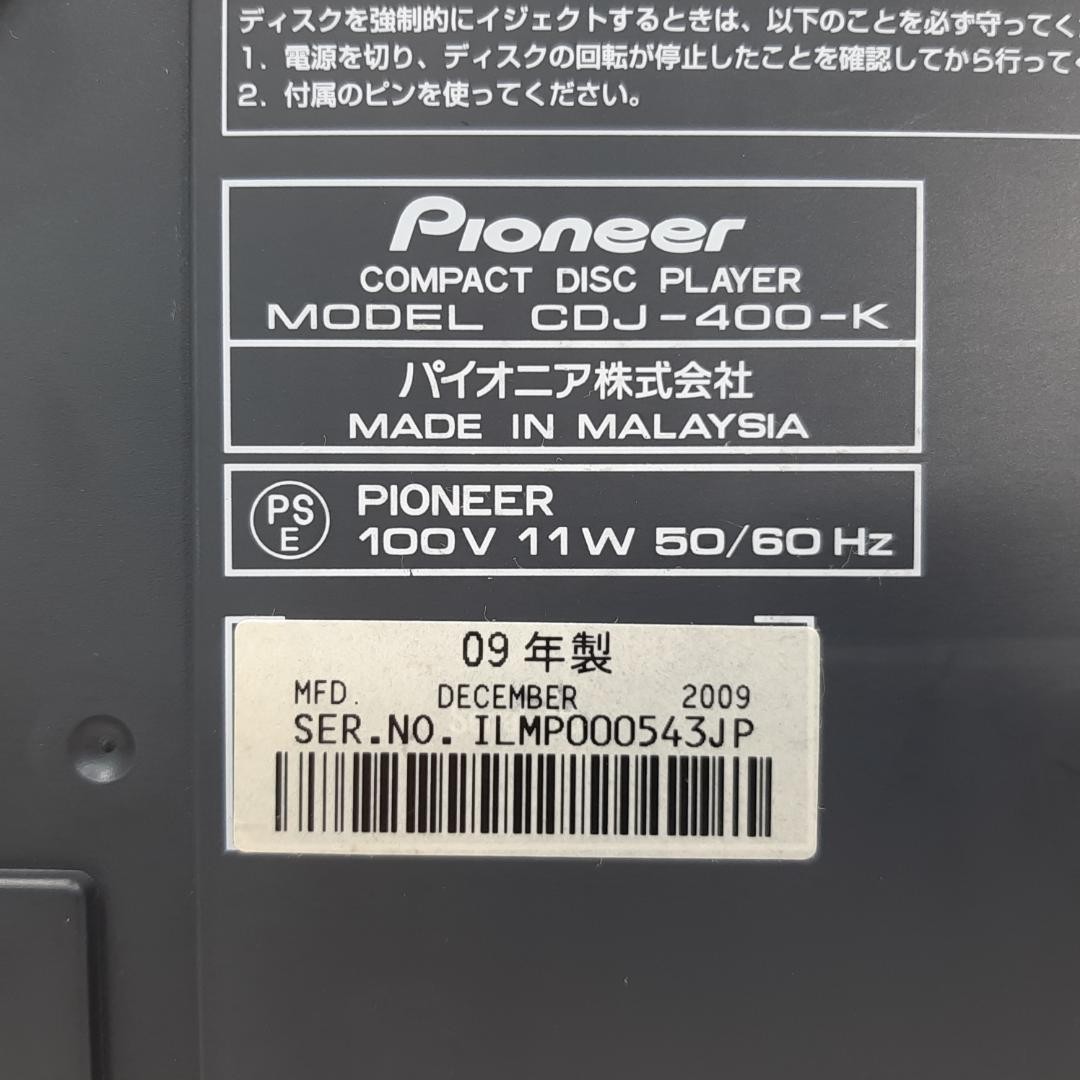 ディスクを強制的にイジェクトするときは、以下のことを必ず守ってく
1. 電源を切り、ディスクの回転が停止したことを確認してから行って
2. 付属のピンを使ってください。
Pioneer
COMPACT DISC PLAYER
MODEL CDJ-400-K
パイオニア株式会社
MADE IN MALAYSIA
PS
E
PIONEER
100V 11W 50/60 Hz
09年製
MFD. DECEMBER 2009
SER.NO. ILMP000543JP